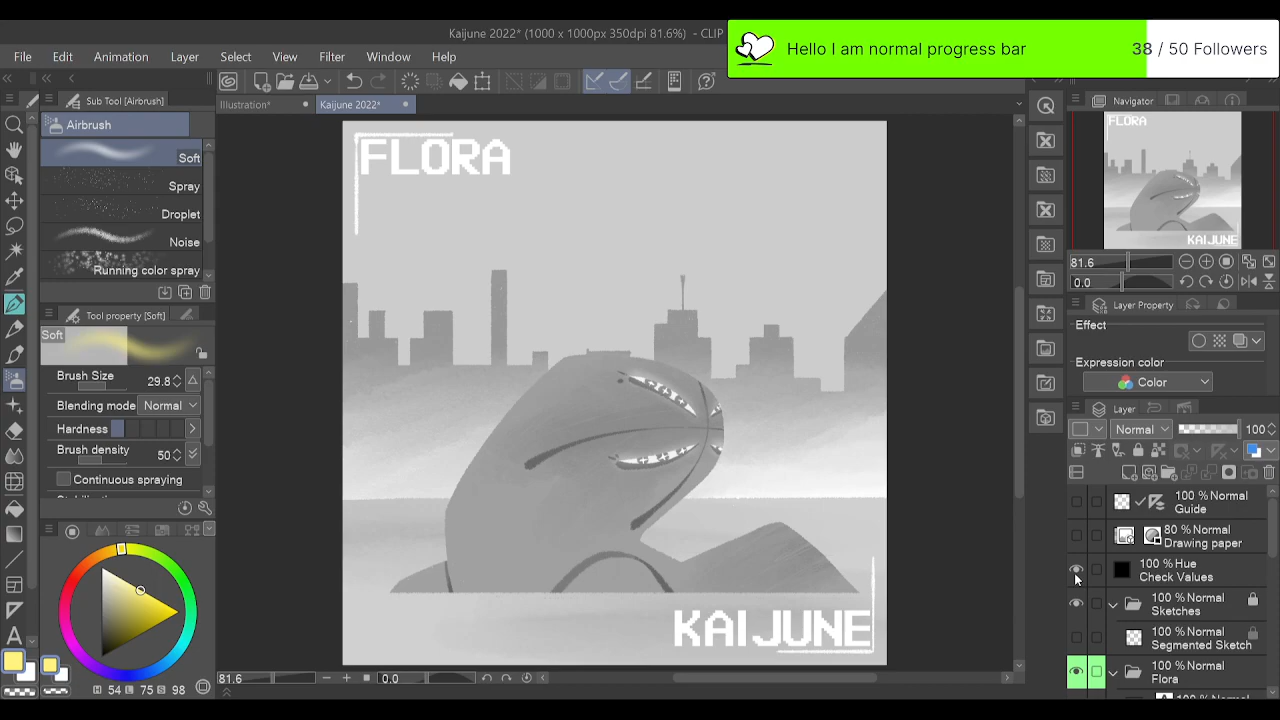 Kaijune 2022* (1000 x 1000px 350dpi 81.6%) - CLIP
Hello I am normal progress bar
38 / 50 Followers
File Edit Animation Layer Select View Filter Window Help
Sub Tool [Airbrush]
Illustration*
Kaijune 2022*
Navigator
Airbrush
Soft
Spray
Droplet
Noise
Running color spray
Tool property [Soft]
Soft
Brush Size 29.8
Blending mode Normal
Hardness
Brush density 50
Continuous spraying
H 54 L 75 S 98
FLORA
KAIJUNE
81.6
0.0
FLORA
KAIJUNE
81.6
0.0
Layer Property
Effect
Expression color
Color
Layer
Normal 100
100 % Normal
Guide
80 % Normal
Drawing paper
100 % Hue
Check Values
100 % Normal
Sketches
100 % Normal
Segmented Sketch
100 % Normal
Flora
A